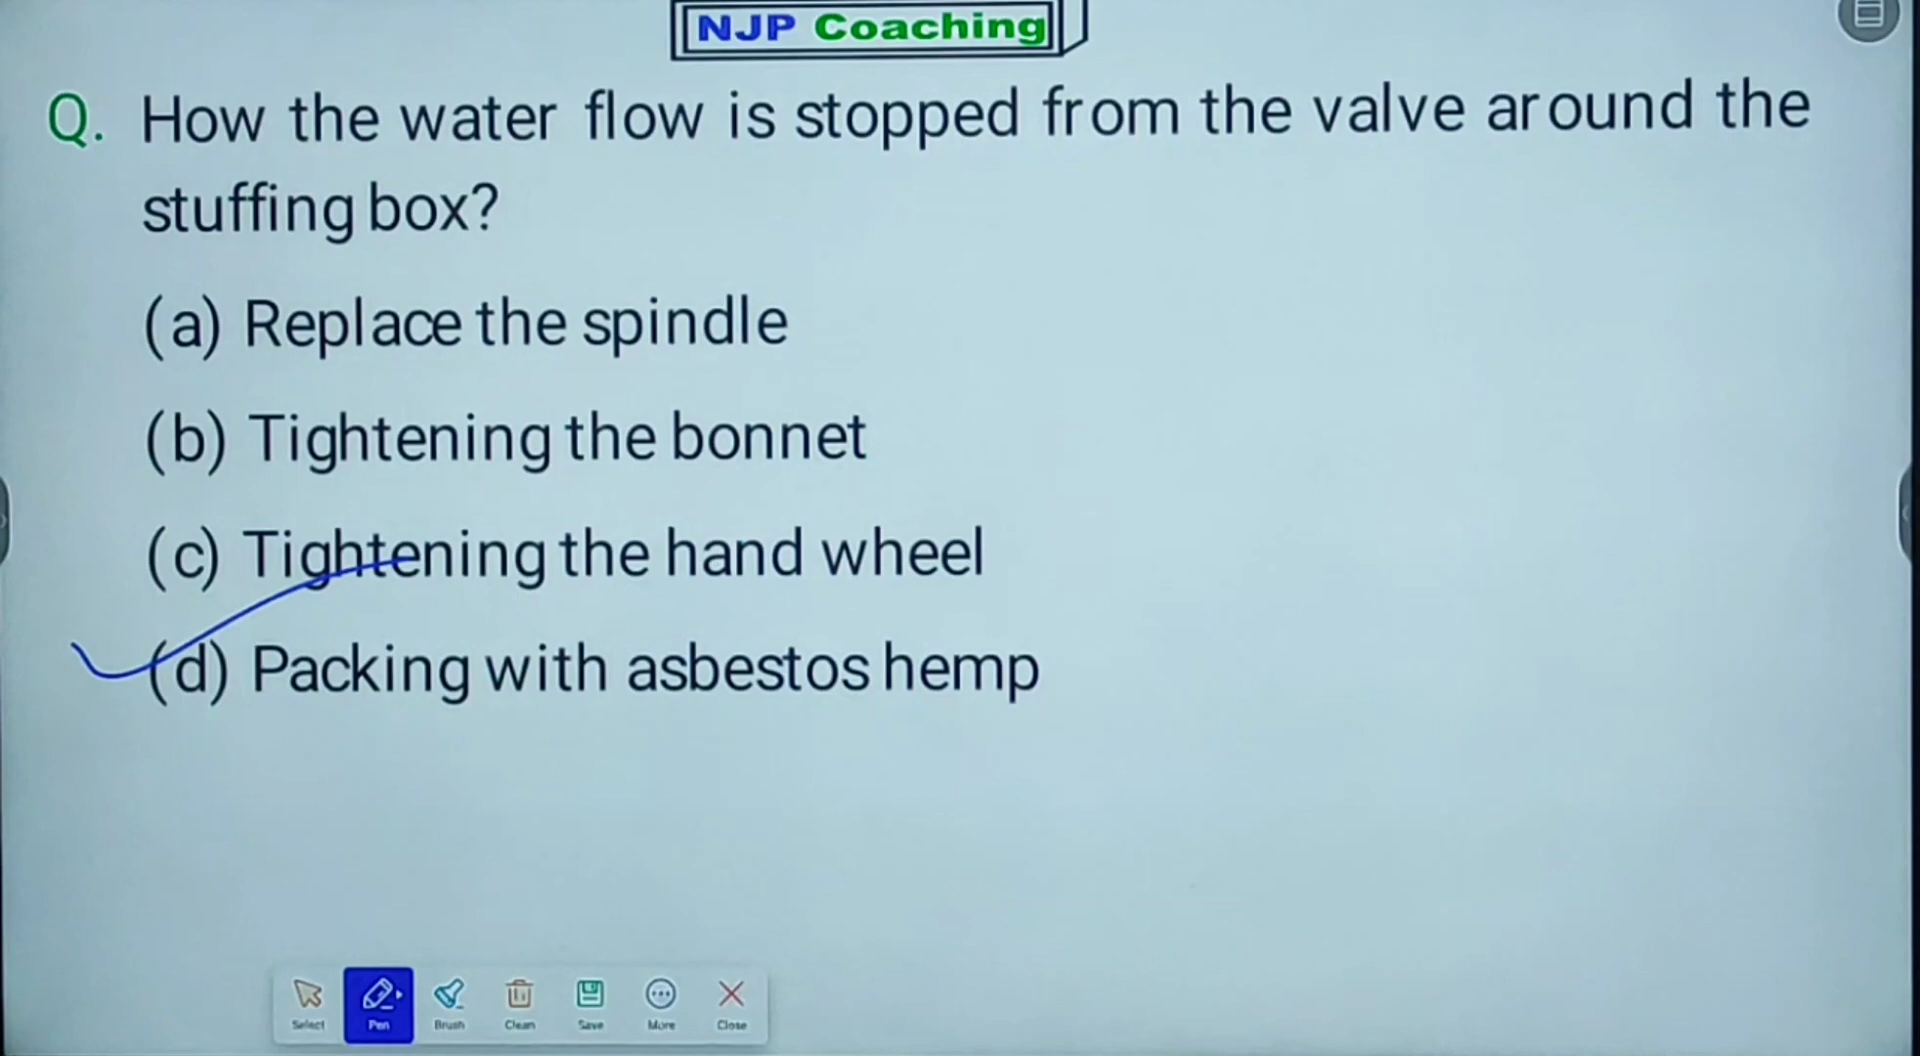 NJP Coaching
Q. How the water flow is stopped from the valve around the
stuffing box?
(a) Replace the spindle
(b) Tightening the bonnet
(c) Tightening the hand wheel
(d) Packing with asbestos hemp
Select Pen Brush Clean Save More Close